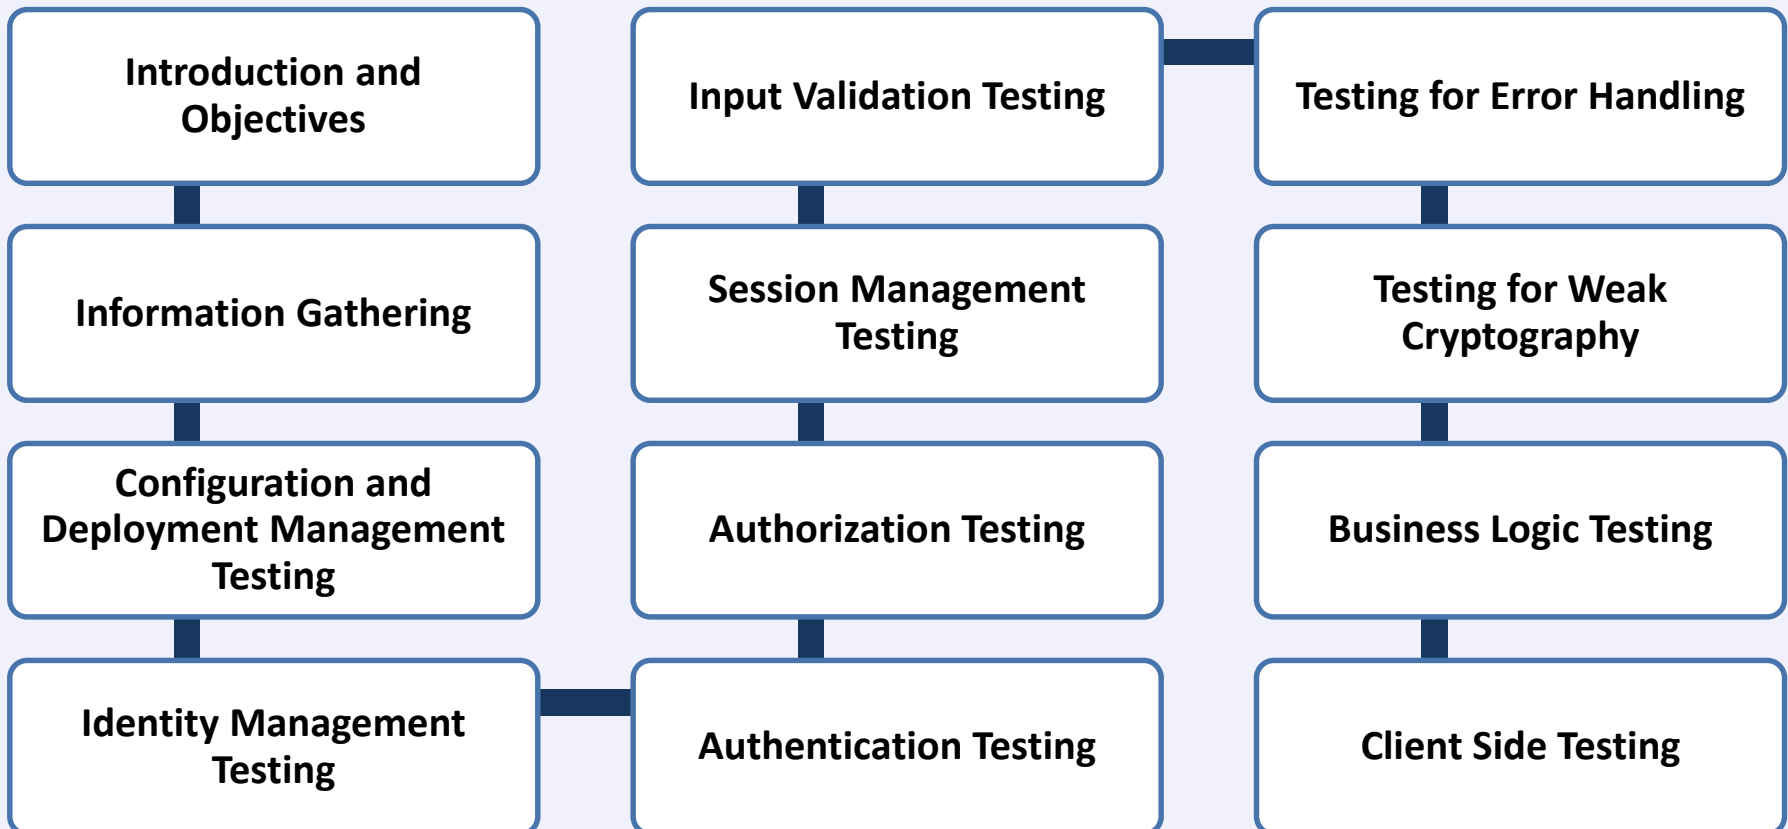 Introduction and
Objectives
Information Gathering
Configuration and
Deployment Management
Testing
Identity Management
Testing
Authentication Testing
Authorization Testing
Session Management
Testing
Input Validation Testing
Testing for Error Handling
Testing for Weak
Cryptography
Business Logic Testing
Client Side Testing